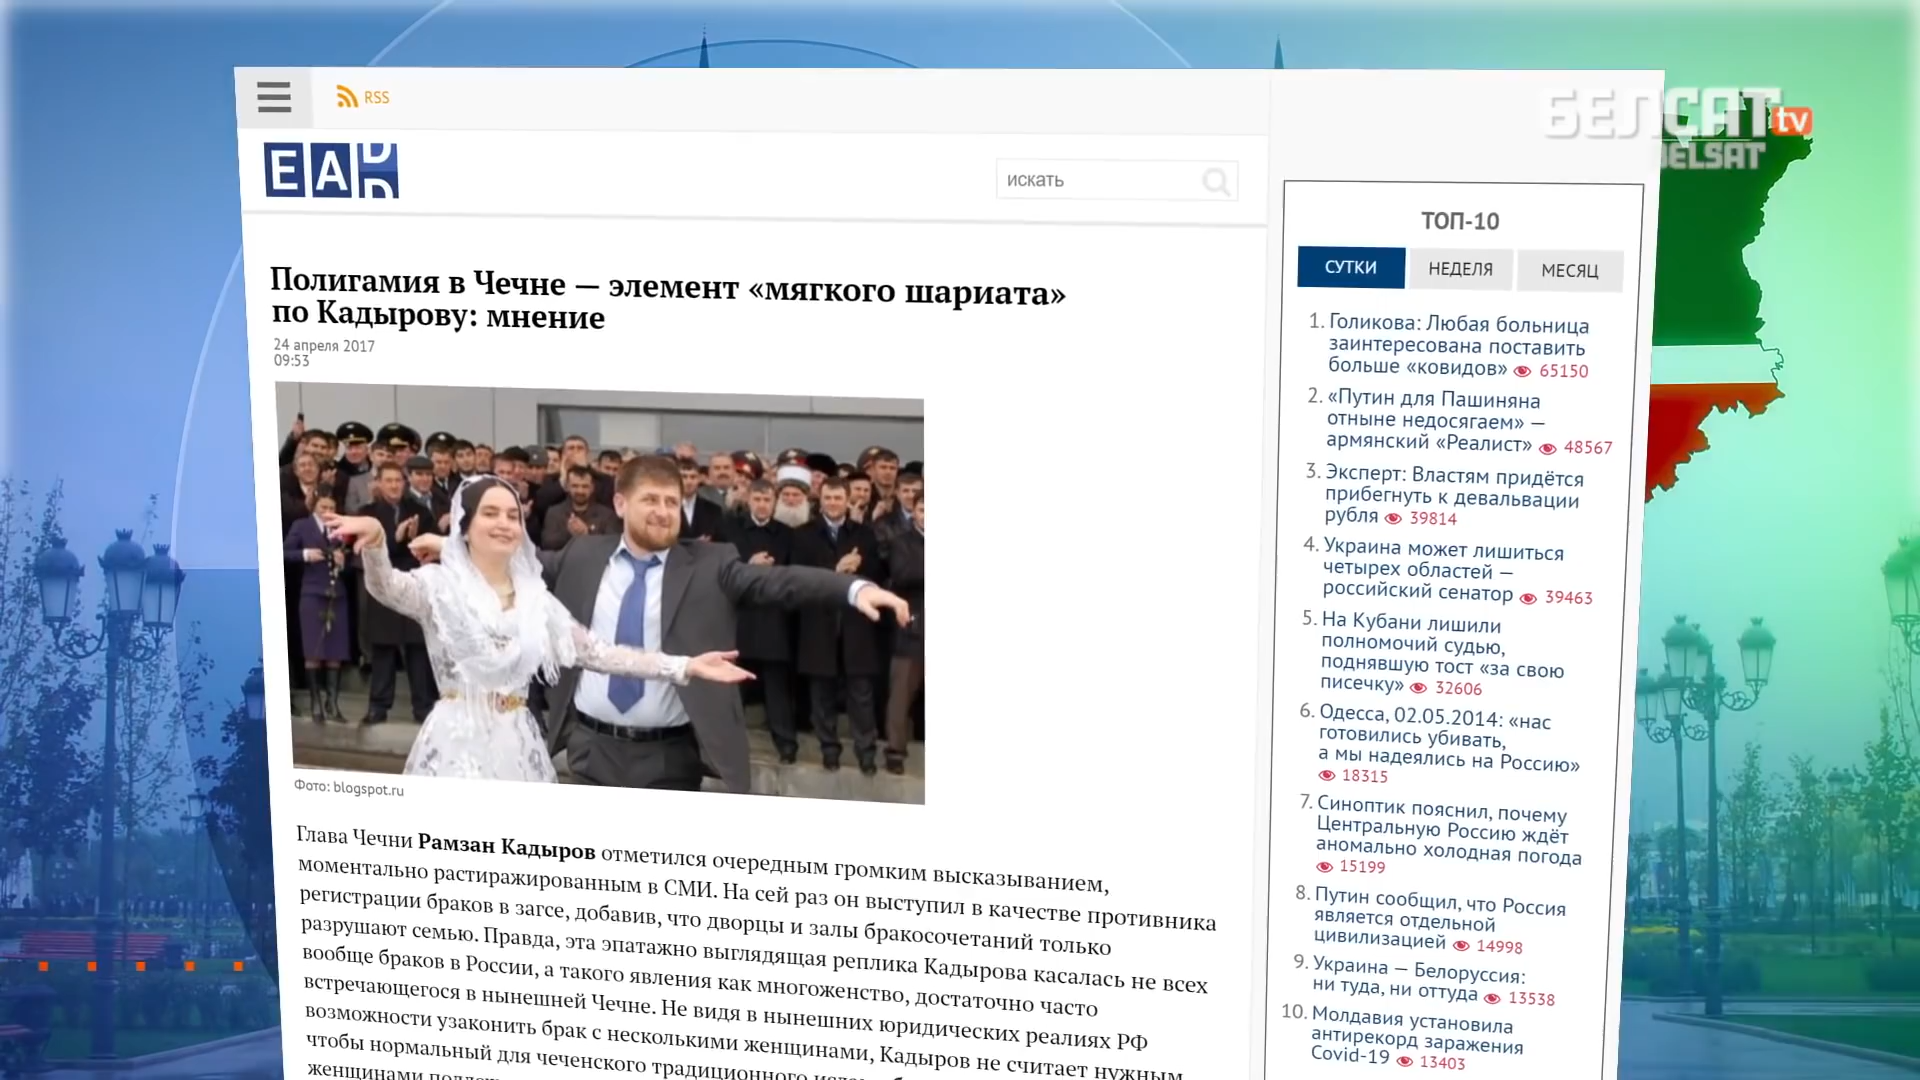 RSS
EAD
искать
БЕЛСАТ tv
BELSAT
Полигамия в Чечне — элемент «мягкого шариата»
по Кадырову: мнение
24 апреля 2017
09:53
Фото: blogspot.ru
Глава Чечни Рамзан Кадыров отметился очередным громким высказыванием,
моментально растиражированным в СМИ. На сей раз он выступил в качестве противника
регистрации браков в загсе, добавив, что дворцы и залы бракосочетаний только
разрушают семью. Правда, эта эпатажно выглядящая реплика Кадырова касалась не всех
вообще браков в России, а такого явления как многоженство, достаточно часто
встречающегося в нынешней Чечне. Не видя в нынешних юридических реалиях РФ
возможности узаконить брак с несколькими женщинами, Кадыров не считает нужным,
чтобы нормальный для чеченского традиционного
женщинами
ТОП-10
СУТКИ НЕДЕЛЯ МЕСЯЦ
1. Голикова: Любая больница
заинтересована поставить
больше «ковидов» 65150
2. «Путин для Пашиняна
отныне недосягаем» —
армянский «Реалист» 48567
3. Эксперт: Властям придётся
прибегнуть к девальвации
рубля 39814
4. Украина может лишиться
четырех областей —
российский сенатор 39463
5. На Кубани лишили
полномочий судью,
поднявшую тост «за свою
писечку» 32606
6. Одесса, 02.05.2014: «нас
готовились убивать,
а мы надеялись на Россию»
18315
7. Синоптик пояснил, почему
Центральную Россию ждёт
аномально холодная погода
15199
8. Путин сообщил, что Россия
является отдельной
цивилизацией 14998
9. Украина — Белоруссия:
ни туда, ни оттуда 13538
10. Молдавия установила
антирекорд заражения
Covid-19 13403